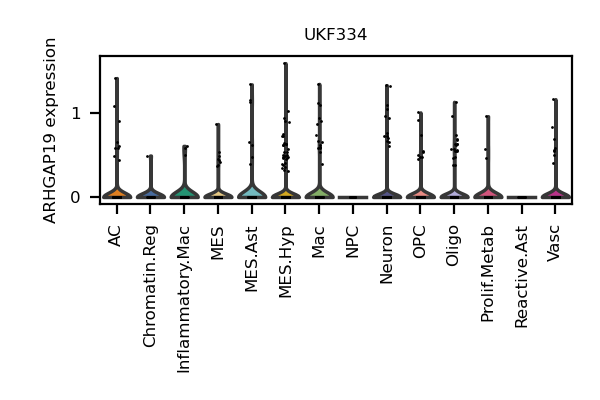 UKF334
ARHGAP19 expression
1
0
AC
Chromatin.Reg
Inflammatory.Mac
MES
MES.Ast
MES.Hyp
Mac
NPC
Neuron
OPC
Oligo
Prolif.Metab
Reactive.Ast
Vasc